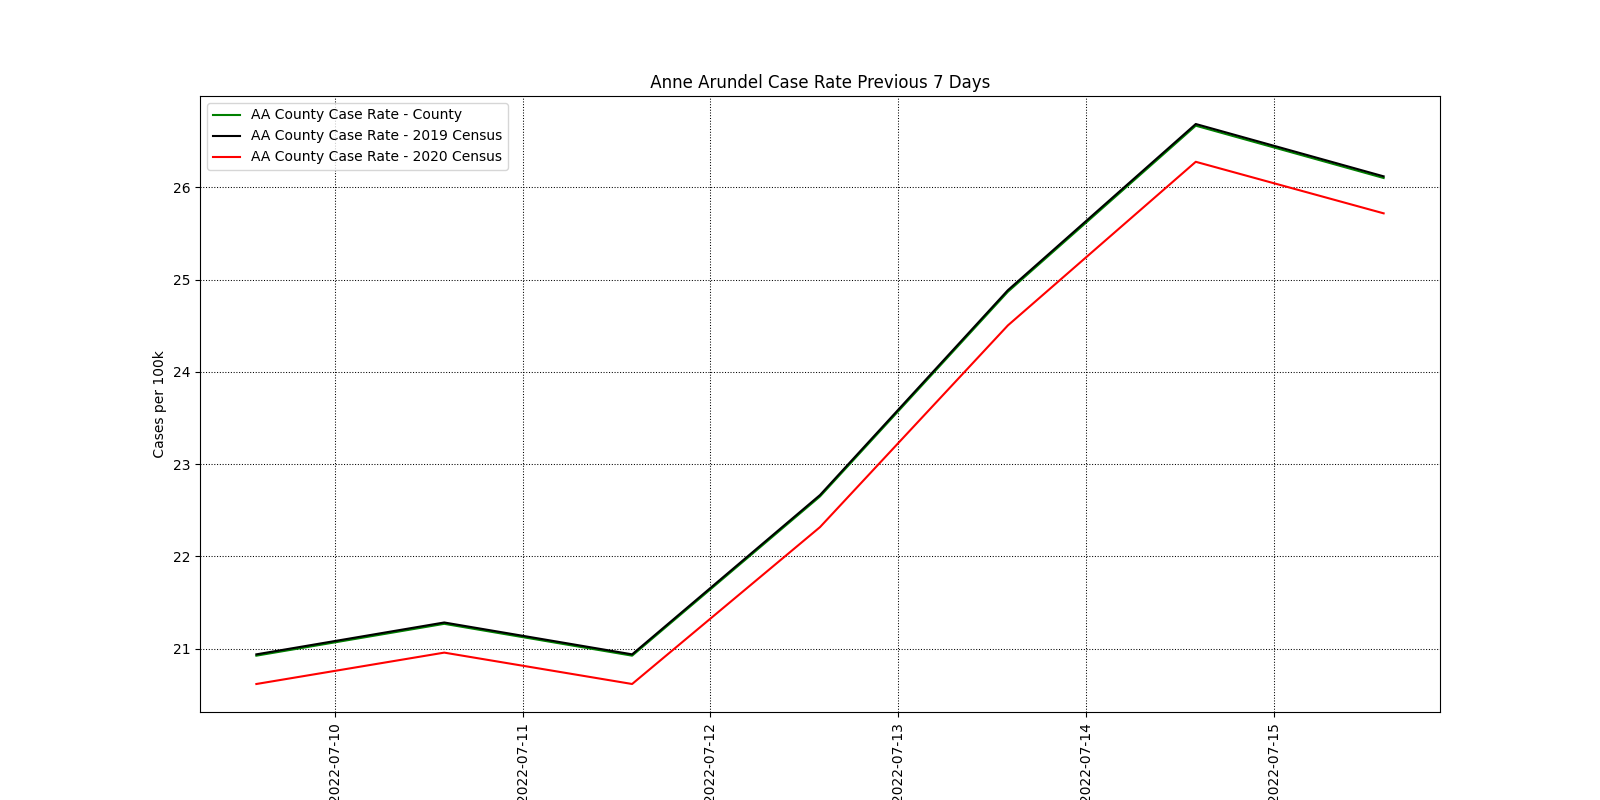 Anne Arundel Case Rate Previous 7 Days
AA County Case Rate - County
AA County Case Rate - 2019 Census
AA County Case Rate - 2020 Census
Cases per 100k
26
25
24
23
22
21
2022-07-10
2022-07-11
2022-07-12
2022-07-13
2022-07-14
2022-07-15